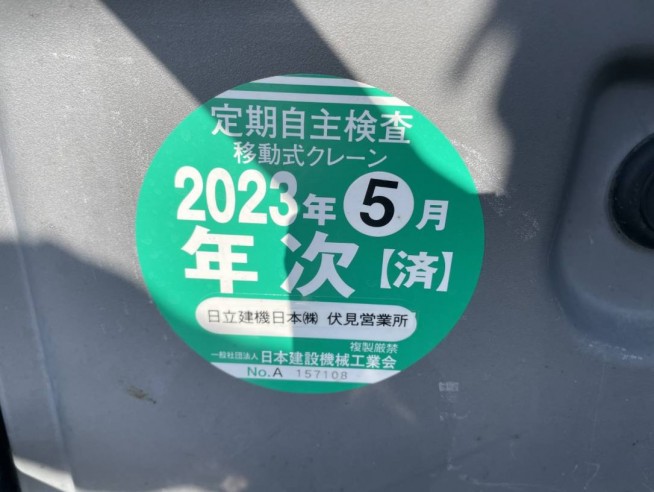 定期自主検査
移動式クレーン
2023年 5 月
年次【済】
日立建機日本㈱ 伏見営業所
複製厳禁
一般社団法人 日本建設機械工業会
No.A 157108